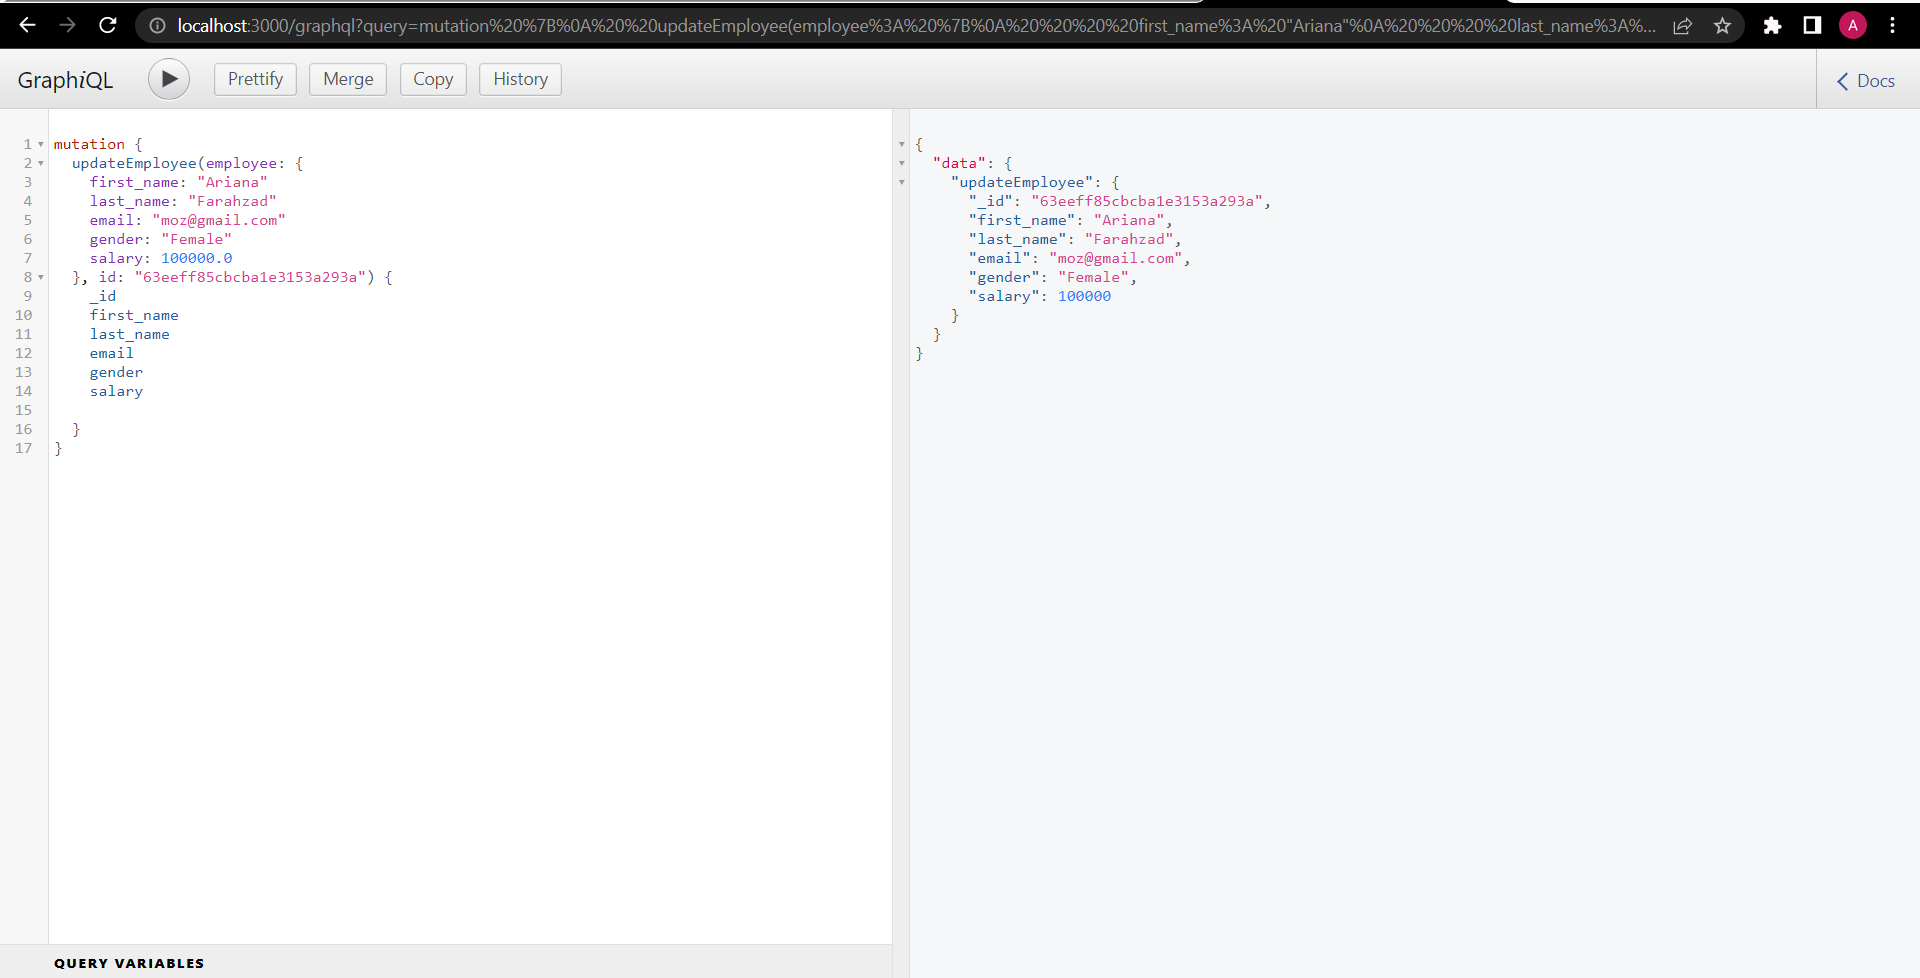 localhost:3000/graphql?query=mutation%20%7B%0A%20%20updateEmployee(employee%3A%20%7B%0A%20%20%20%20first_name%3A%20"Ariana"%0A%20%20%20%20last_name%3A%...
A
GraphiQL
Prettify
Merge
Copy
History
Docs
1 mutation {
2 updateEmployee(employee: {
3 first_name: "Ariana"
4 last_name: "Farahzad"
5 email: "moz@gmail.com"
6 gender: "Female"
7 salary: 100000.0
8 }, id: "63eeff85cbcba1e3153a293a") {
9 _id
10 first_name
11 last_name
12 email
13 gender
14 salary
15
16 }
17 }
{
"data": {
"updateEmployee": {
"_id": "63eeff85cbcba1e3153a293a",
"first_name": "Ariana",
"last_name": "Farahzad",
"email": "moz@gmail.com",
"gender": "Female",
"salary": 100000
}
}
}
QUERY VARIABLES